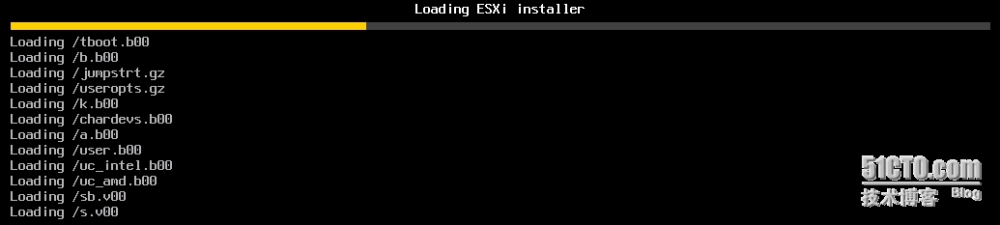 Loading ESXi installer
Loading /tboot.b00
Loading /b.b00
Loading /jumpstrt.gz
Loading /useropts.gz
Loading /k.b00
Loading /chardevs.b00
Loading /a.b00
Loading /user.b00
Loading /uc_intel.b00
Loading /uc_amd.b00
Loading /sb.v00
Loading /s.v00
51CTO.com
技术博客 Blog